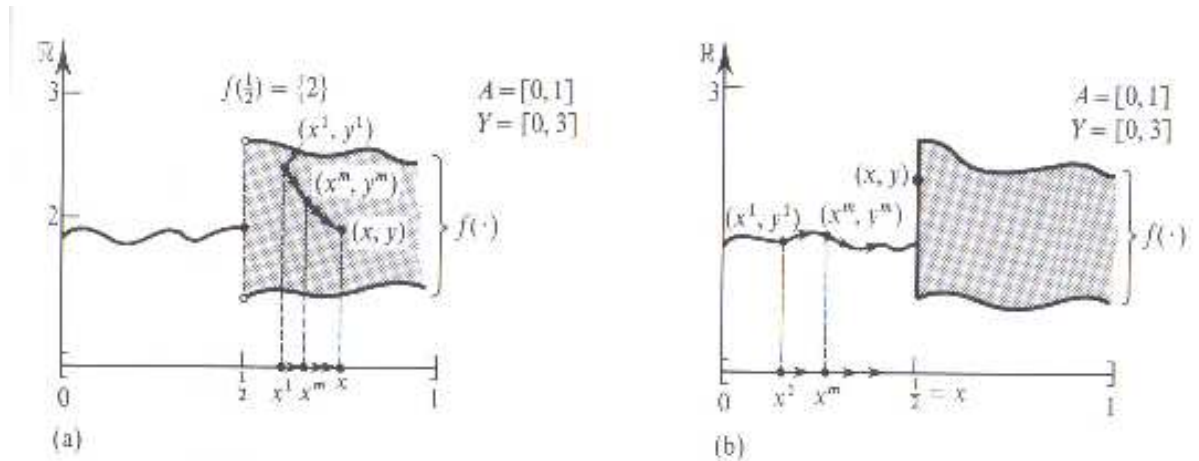 ℝ
3
f(½) = {2}
A = [0, 1]
Y = [0, 3]
(x¹, y¹)
(xᵐ, yᵐ)
2
(x, y)
f(·)
0
½
x¹
xᵐ
x
1
(a)
ℝ
3
A = [0, 1]
Y = [0, 3]
(x, y)
(x¹, y¹)
(xᵐ, yᵐ)
f(·)
0
x²
xᵐ
½ = x
1
(b)